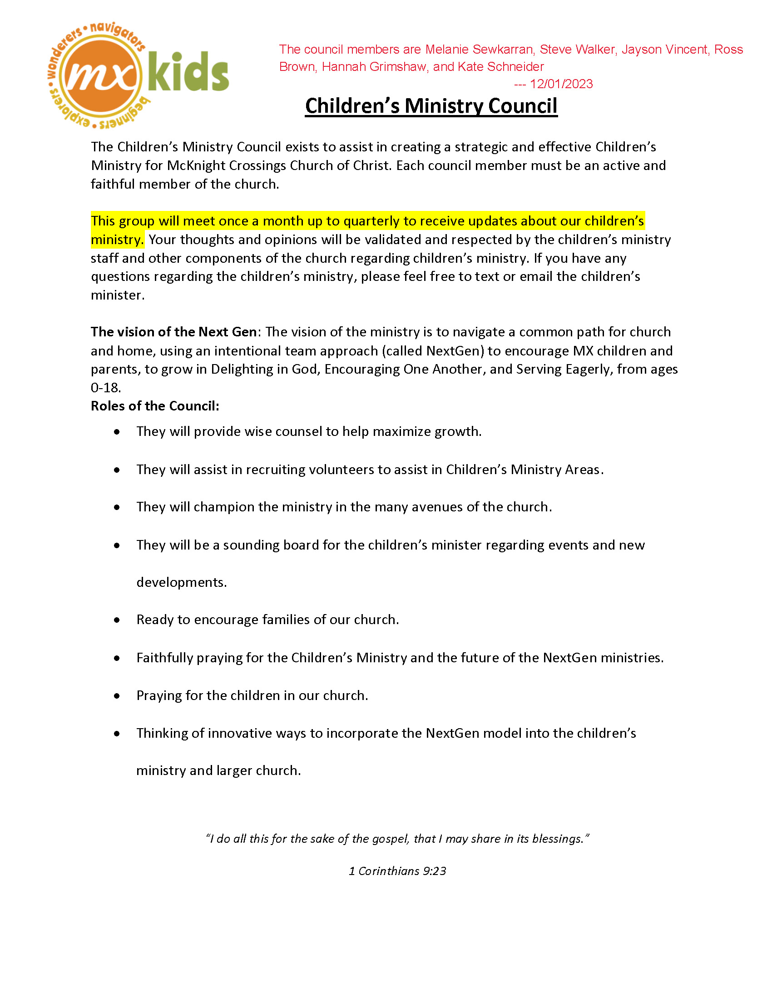 wonderers • navigators
explorers • beginners
mx kids
The council members are Melanie Sewkarran, Steve Walker, Jayson Vincent, Ross
Brown, Hannah Grimshaw, and Kate Schneider
--- 12/01/2023
Children’s Ministry Council
The Children’s Ministry Council exists to assist in creating a strategic and effective Children’s
Ministry for McKnight Crossings Church of Christ. Each council member must be an active and
faithful member of the church.
This group will meet once a month up to quarterly to receive updates about our children’s
ministry. Your thoughts and opinions will be validated and respected by the children’s ministry
staff and other components of the church regarding children’s ministry. If you have any
questions regarding the children’s ministry, please feel free to text or email the children’s
minister.
The vision of the Next Gen: The vision of the ministry is to navigate a common path for church
and home, using an intentional team approach (called NextGen) to encourage MX children and
parents, to grow in Delighting in God, Encouraging One Another, and Serving Eagerly, from ages
0-18.
Roles of the Council:
• They will provide wise counsel to help maximize growth.
• They will assist in recruiting volunteers to assist in Children’s Ministry Areas.
• They will champion the ministry in the many avenues of the church.
• They will be a sounding board for the children’s minister regarding events and new
developments.
• Ready to encourage families of our church.
• Faithfully praying for the Children’s Ministry and the future of the NextGen ministries.
• Praying for the children in our church.
• Thinking of innovative ways to incorporate the NextGen model into the children’s
ministry and larger church.
“I do all this for the sake of the gospel, that I may share in its blessings.”
1 Corinthians 9:23